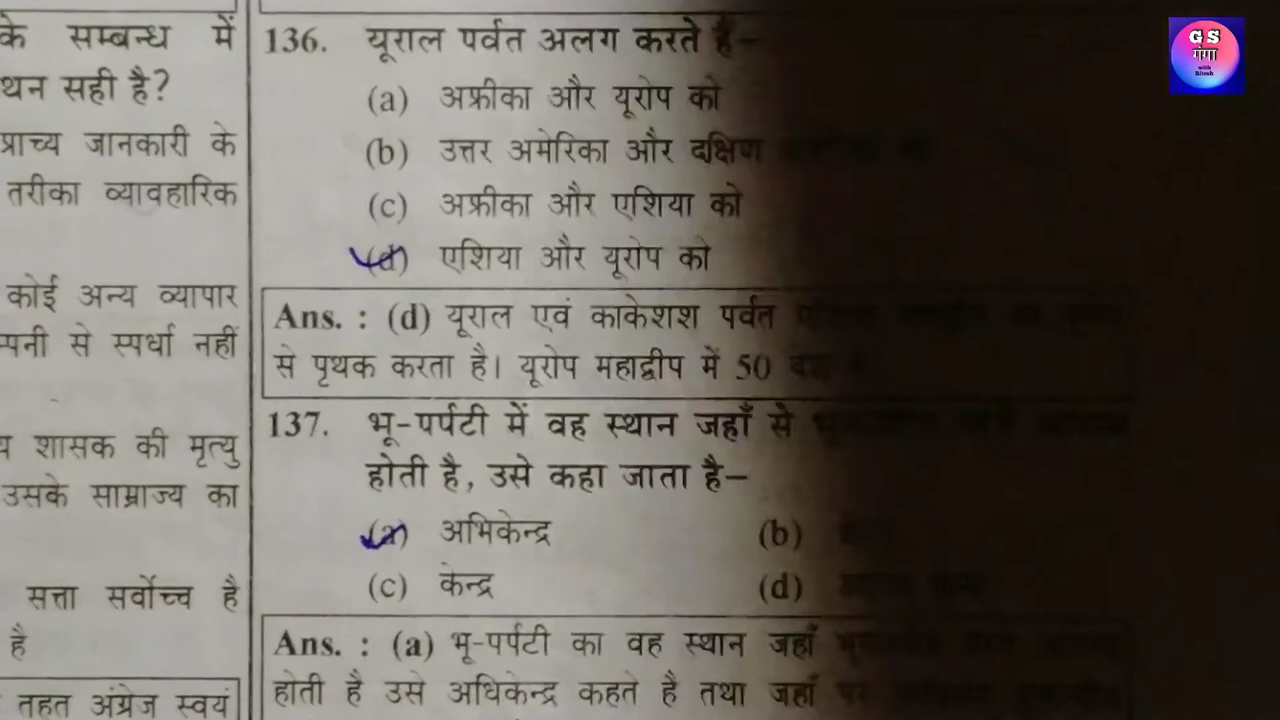 के सम्बन्ध में
थन सही है?
प्राच्य जानकारी के
तरीका व्यावहारिक
कोई अन्य व्यापार
म्पनी से स्पर्धा नहीं
य शासक की मृत्यु
उसके साम्राज्य का
सत्ता सर्वोच्च है
है
तहत अंग्रेज स्वयं
136. यूराल पर्वत अलग करते हैं–
(a) अफ्रीका और यूरोप को
(b) उत्तर अमेरिका और दक्षिण
(c) अफ्रीका और एशिया को
(d) एशिया और यूरोप को
Ans. : (d) यूराल एवं काकेशश पर्वत
से पृथक करता है। यूरोप महाद्वीप में 50
137. भू-पर्पटी में वह स्थान जहाँ से
होती है, उसे कहा जाता है–
(a) अभिकेन्द्र (b)
(c) केन्द्र (d)
Ans. : (a) भू-पर्पटी का वह स्थान जहाँ
होती है उसे अधिकेन्द्र कहते है तथा जहाँ
G S
गंगा
with
Ritesh